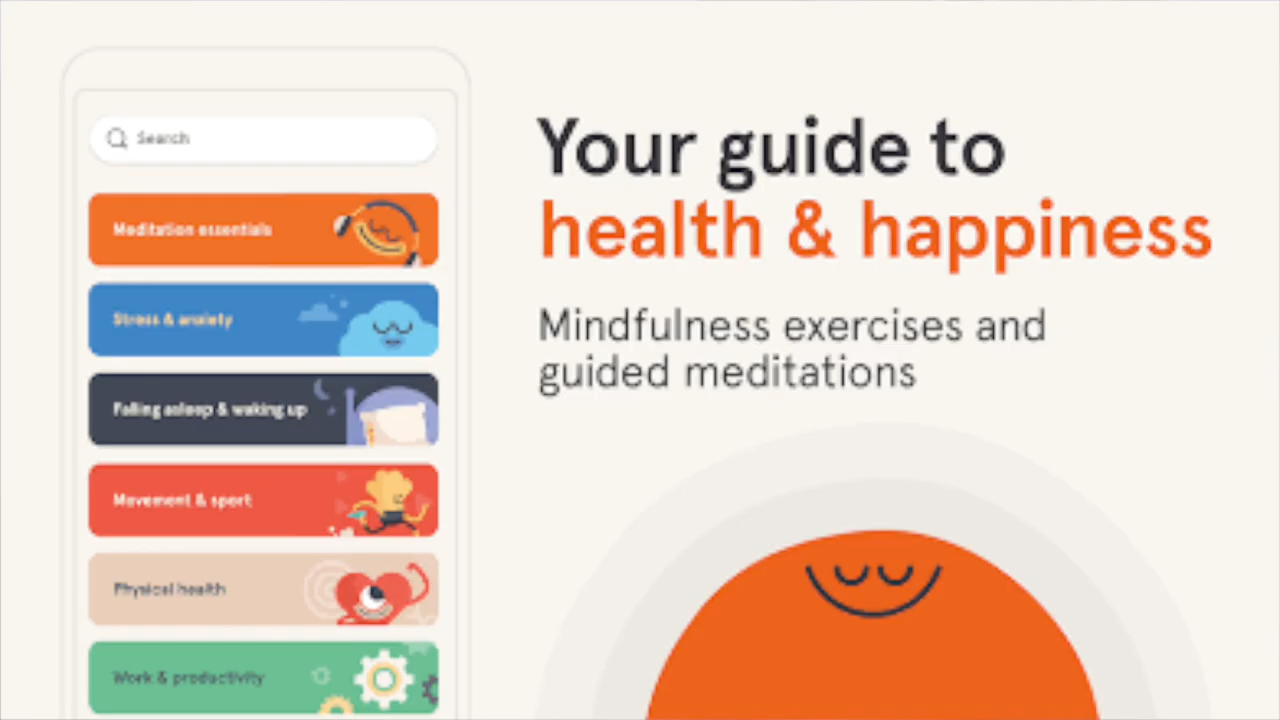 Search
Meditation essentials
Stress & anxiety
Falling asleep & waking up
Movement & sport
Physical health
Work & productivity
Your guide to
health & happiness
Mindfulness exercises and
guided meditations